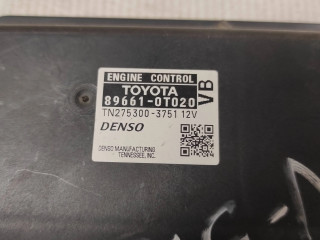 ENGINE CONTROL
TOYOTA
89661-0T020
VB
TN275300-3751 12V
DENSO
DENSO MANUFACTURING
TENNESSEE, INC.